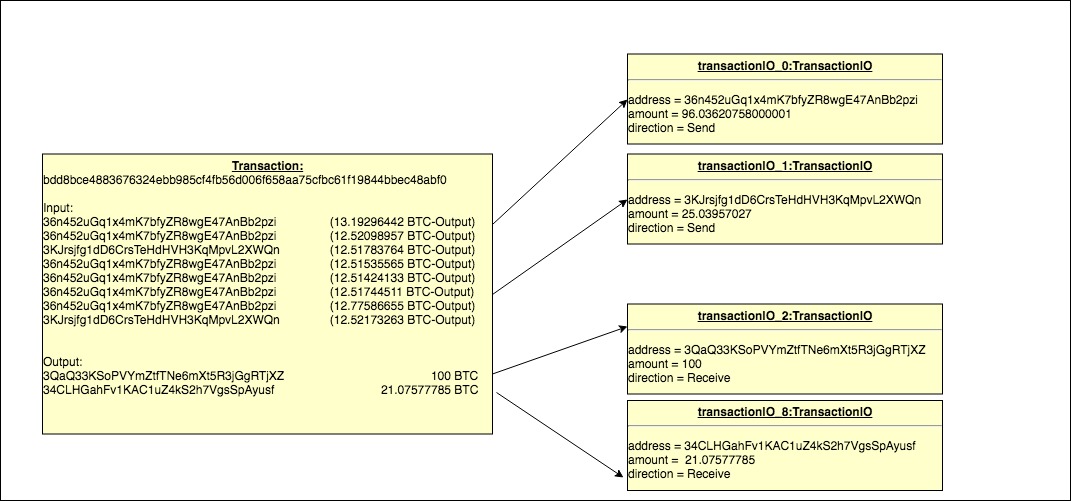 Transaction:
bdd8bce4883676324ebb985cf4fb56d006f658aa75cfbc61f19844bbec48abf0
Input:
36n452uGq1x4mK7bfyZR8wgE47AnBb2pzi (13.19296442 BTC-Output)
36n452uGq1x4mK7bfyZR8wgE47AnBb2pzi (12.52098957 BTC-Output)
3KJrsjfg1dD6CrsTeHdHVH3KqMpvL2XWQn (12.51783764 BTC-Output)
36n452uGq1x4mK7bfyZR8wgE47AnBb2pzi (12.51535565 BTC-Output)
36n452uGq1x4mK7bfyZR8wgE47AnBb2pzi (12.51424133 BTC-Output)
36n452uGq1x4mK7bfyZR8wgE47AnBb2pzi (12.51744511 BTC-Output)
36n452uGq1x4mK7bfyZR8wgE47AnBb2pzi (12.77586655 BTC-Output)
3KJrsjfg1dD6CrsTeHdHVH3KqMpvL2XWQn (12.52173263 BTC-Output)
Output:
3QaQ33KSoPVYmZtfTNe6mXt5R3jGgRTjXZ 100 BTC
34CLHGahFv1KAC1uZ4kS2h7VgsSpAyusf 21.07577785 BTC
transactionIO_0:TransactionIO
address = 36n452uGq1x4mK7bfyZR8wgE47AnBb2pzi
amount = 96.03620758000001
direction = Send
transactionIO_1:TransactionIO
address = 3KJrsjfg1dD6CrsTeHdHVH3KqMpvL2XWQn
amount = 25.03957027
direction = Send
transactionIO_2:TransactionIO
address = 3QaQ33KSoPVYmZtfTNe6mXt5R3jGgRTjXZ
amount = 100
direction = Receive
transactionIO_8:TransactionIO
address = 34CLHGahFv1KAC1uZ4kS2h7VgsSpAyusf
amount = 21.07577785
direction = Receive